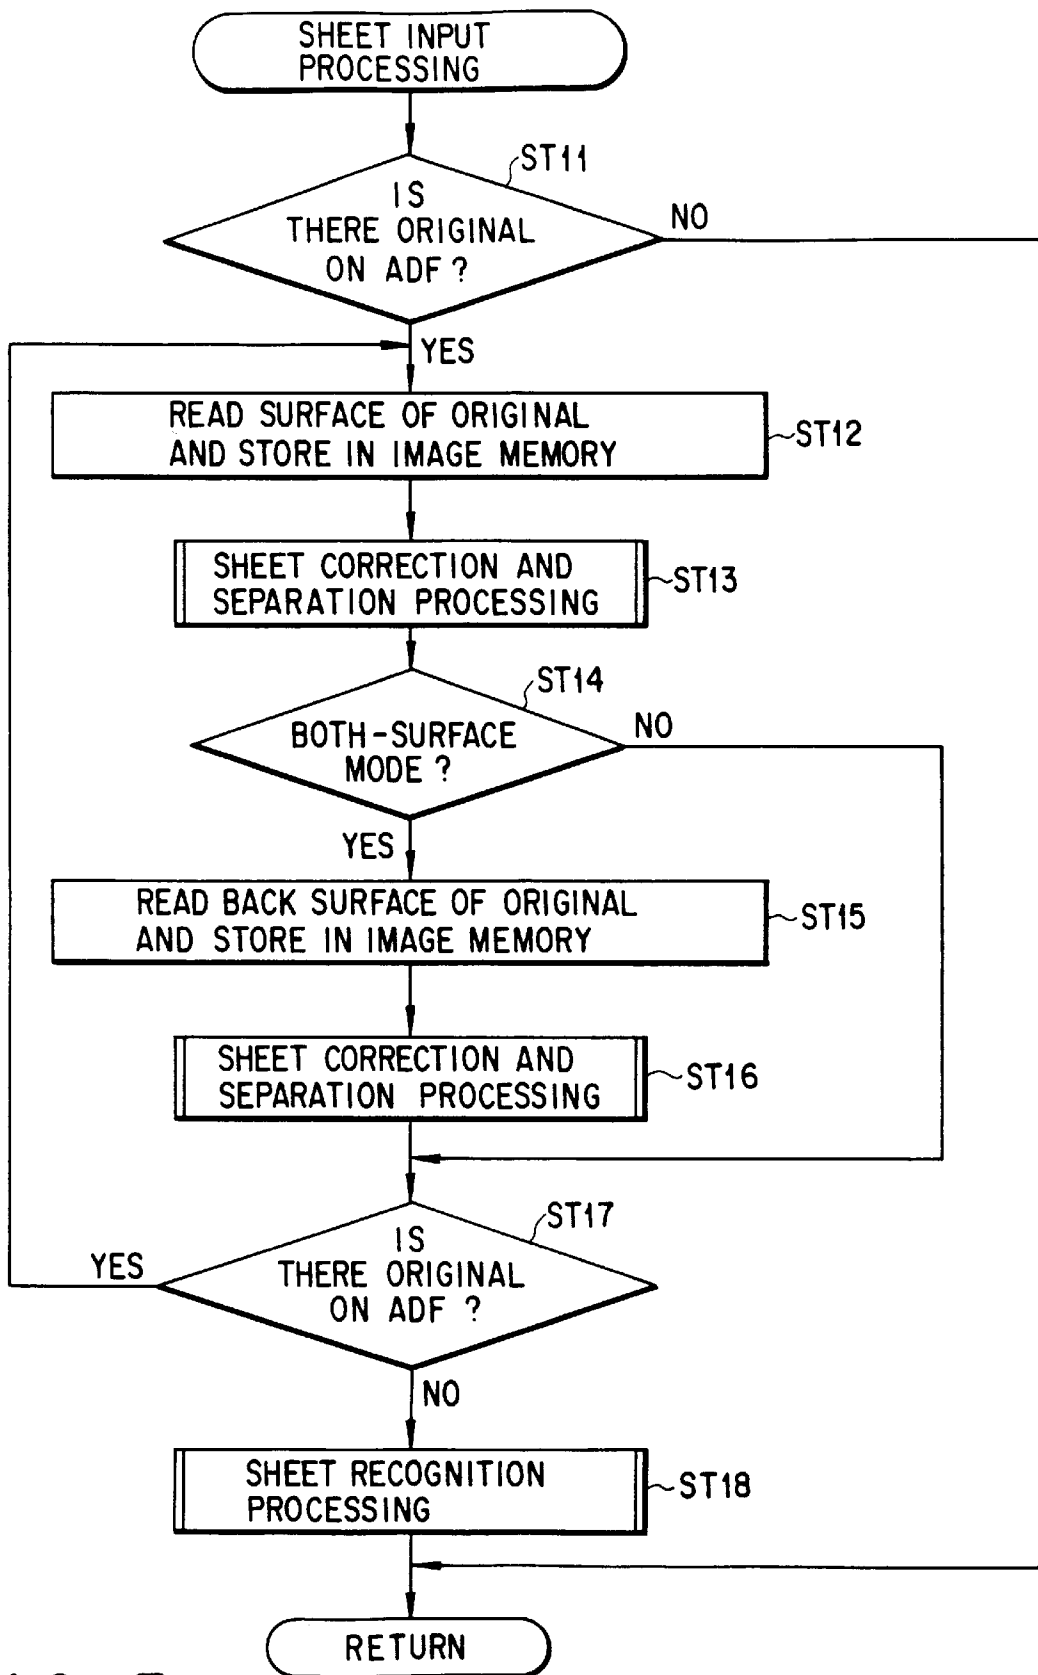 SHEET INPUT
PROCESSING
ST11
IS
THERE ORIGINAL
ON ADF ?
NO
YES
READ SURFACE OF ORIGINAL
AND STORE IN IMAGE MEMORY
ST12
SHEET CORRECTION AND
SEPARATION PROCESSING
ST13
ST14
BOTH-SURFACE
MODE ?
NO
YES
READ BACK SURFACE OF ORIGINAL
AND STORE IN IMAGE MEMORY
ST15
SHEET CORRECTION AND
SEPARATION PROCESSING
ST16
ST17
IS
THERE ORIGINAL
ON ADF ?
YES
NO
SHEET RECOGNITION
PROCESSING
ST18
RETURN